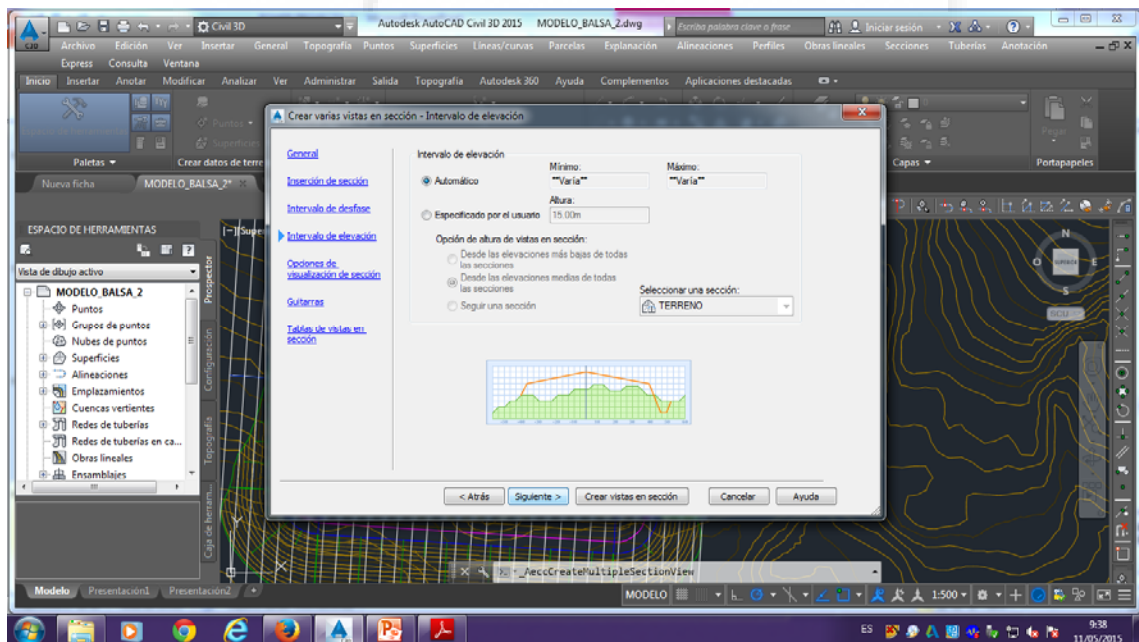 Civil 3D
Autodesk AutoCAD Civil 3D 2015 MODELO_BALSA_2.dwg
Escriba palabra clave o frase
Iniciar sesión
C3D
Archivo Edición Ver Insertar General Topografía Puntos Superficies Líneas/curvas Parcelas Explanación Alineaciones Perfiles Obras lineales Secciones Tuberías Anotación
Express Consulta Ventana
Inicio Insertar Anotar Modificar Analizar Ver Administrar Salida Topografía Autodesk 360 Ayuda Complementos Aplicaciones destacadas
Puntos
Superficies
Pegar
Paletas
Crear datos de terre
Capas
Portapapeles
Nueva ficha
MODELO_BALSA_2*
ESPACIO DE HERRAMIENTAS
Vista de dibujo activo
MODELO_BALSA_2
Puntos
Grupos de puntos
Nubes de puntos
Superficies
Alineaciones
Emplazamientos
Cuencas vertientes
Redes de tuberías
Redes de tuberías en ca...
Obras lineales
Ensamblajes
Prospector
Configuración
Topografía
Caja de herram...
[-][Supe
Crear varias vistas en sección - Intervalo de elevación
General
Inserción de sección
Intervalo de desfase
Intervalo de elevación
Opciones de
visualización de sección
Guitarras
Tablas de vistas en
sección
Intervalo de elevación
Mínimo:
Máximo:
Automático
**Varía**
**Varía**
Altura:
Especificado por el usuario
15.00m
Opción de altura de vistas en sección:
Desde las elevaciones más bajas de todas
las secciones
Desde las elevaciones medias de todas
las secciones
Seguir una sección
Seleccionar una sección:
TERRENO
< Atrás
Siguiente >
Crear vistas en sección
Cancelar
Ayuda
N
O
SUPERIOR
E
S
SCU
Y
_AeccCreateMultipleSectionView
Modelo
Presentación1
Presentación2
MODELO
1:500
ES
9:38
11/05/2015